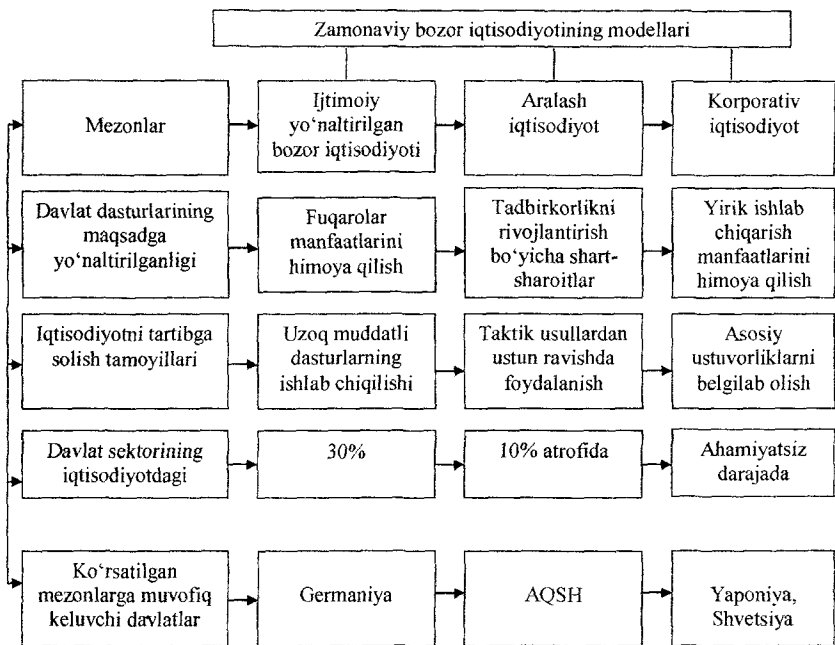 Zamonaviy bozor iqtisodiyotining modellari
Mezonlar
Ijtimoiy
yo‘naltirilgan
bozor iqtisodiyoti
Aralash
iqtisodiyot
Korporativ
iqtisodiyot
Davlat dasturlarining
maqsadga
yo‘naltirilganligi
Fuqarolar
manfaatlarini
himoya qilish
Tadbirkorlikni
rivojlantirish
bo‘yicha shart-
sharoitlar
Yirik ishlab
chiqarish
manfaatlarini
himoya qilish
Iqtisodiyotni tartibga
solish tamoyillari
Uzoq muddatli
dasturlarning
ishlab chiqilishi
Taktik usullardan
ustun ravishda
foydalanish
Asosiy
ustuvorliklarni
belgilab olish
Davlat sektorining
iqtisodiyotdagi
30%
10% atrofida
Ahamiyatsiz
darajada
Ko‘rsatilgan
mezonlarga muvofiq
keluvchi davlatlar
Germaniya
AQSH
Yaponiya,
Shvetsiya